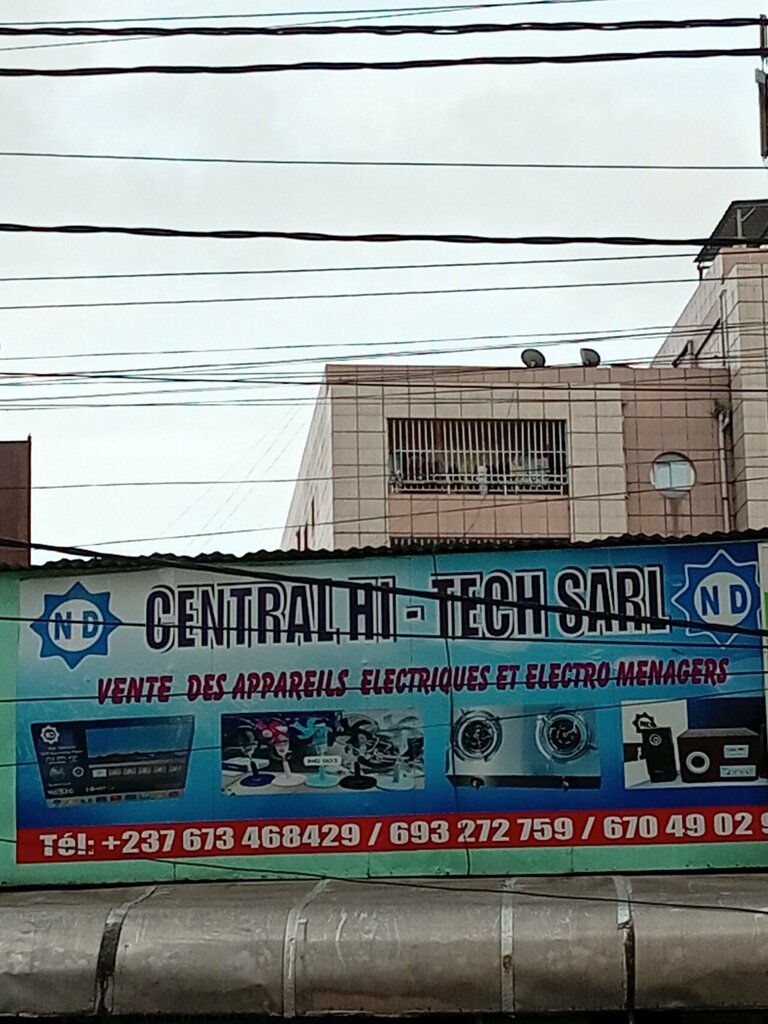 ND
CENTRAL HI - TECH SARL
ND
VENTE DES APPAREILS ELECTRIQUES ET ELECTRO MENAGERS
Tél: +237 673 468429 / 693 272 759 / 670 49 02 9